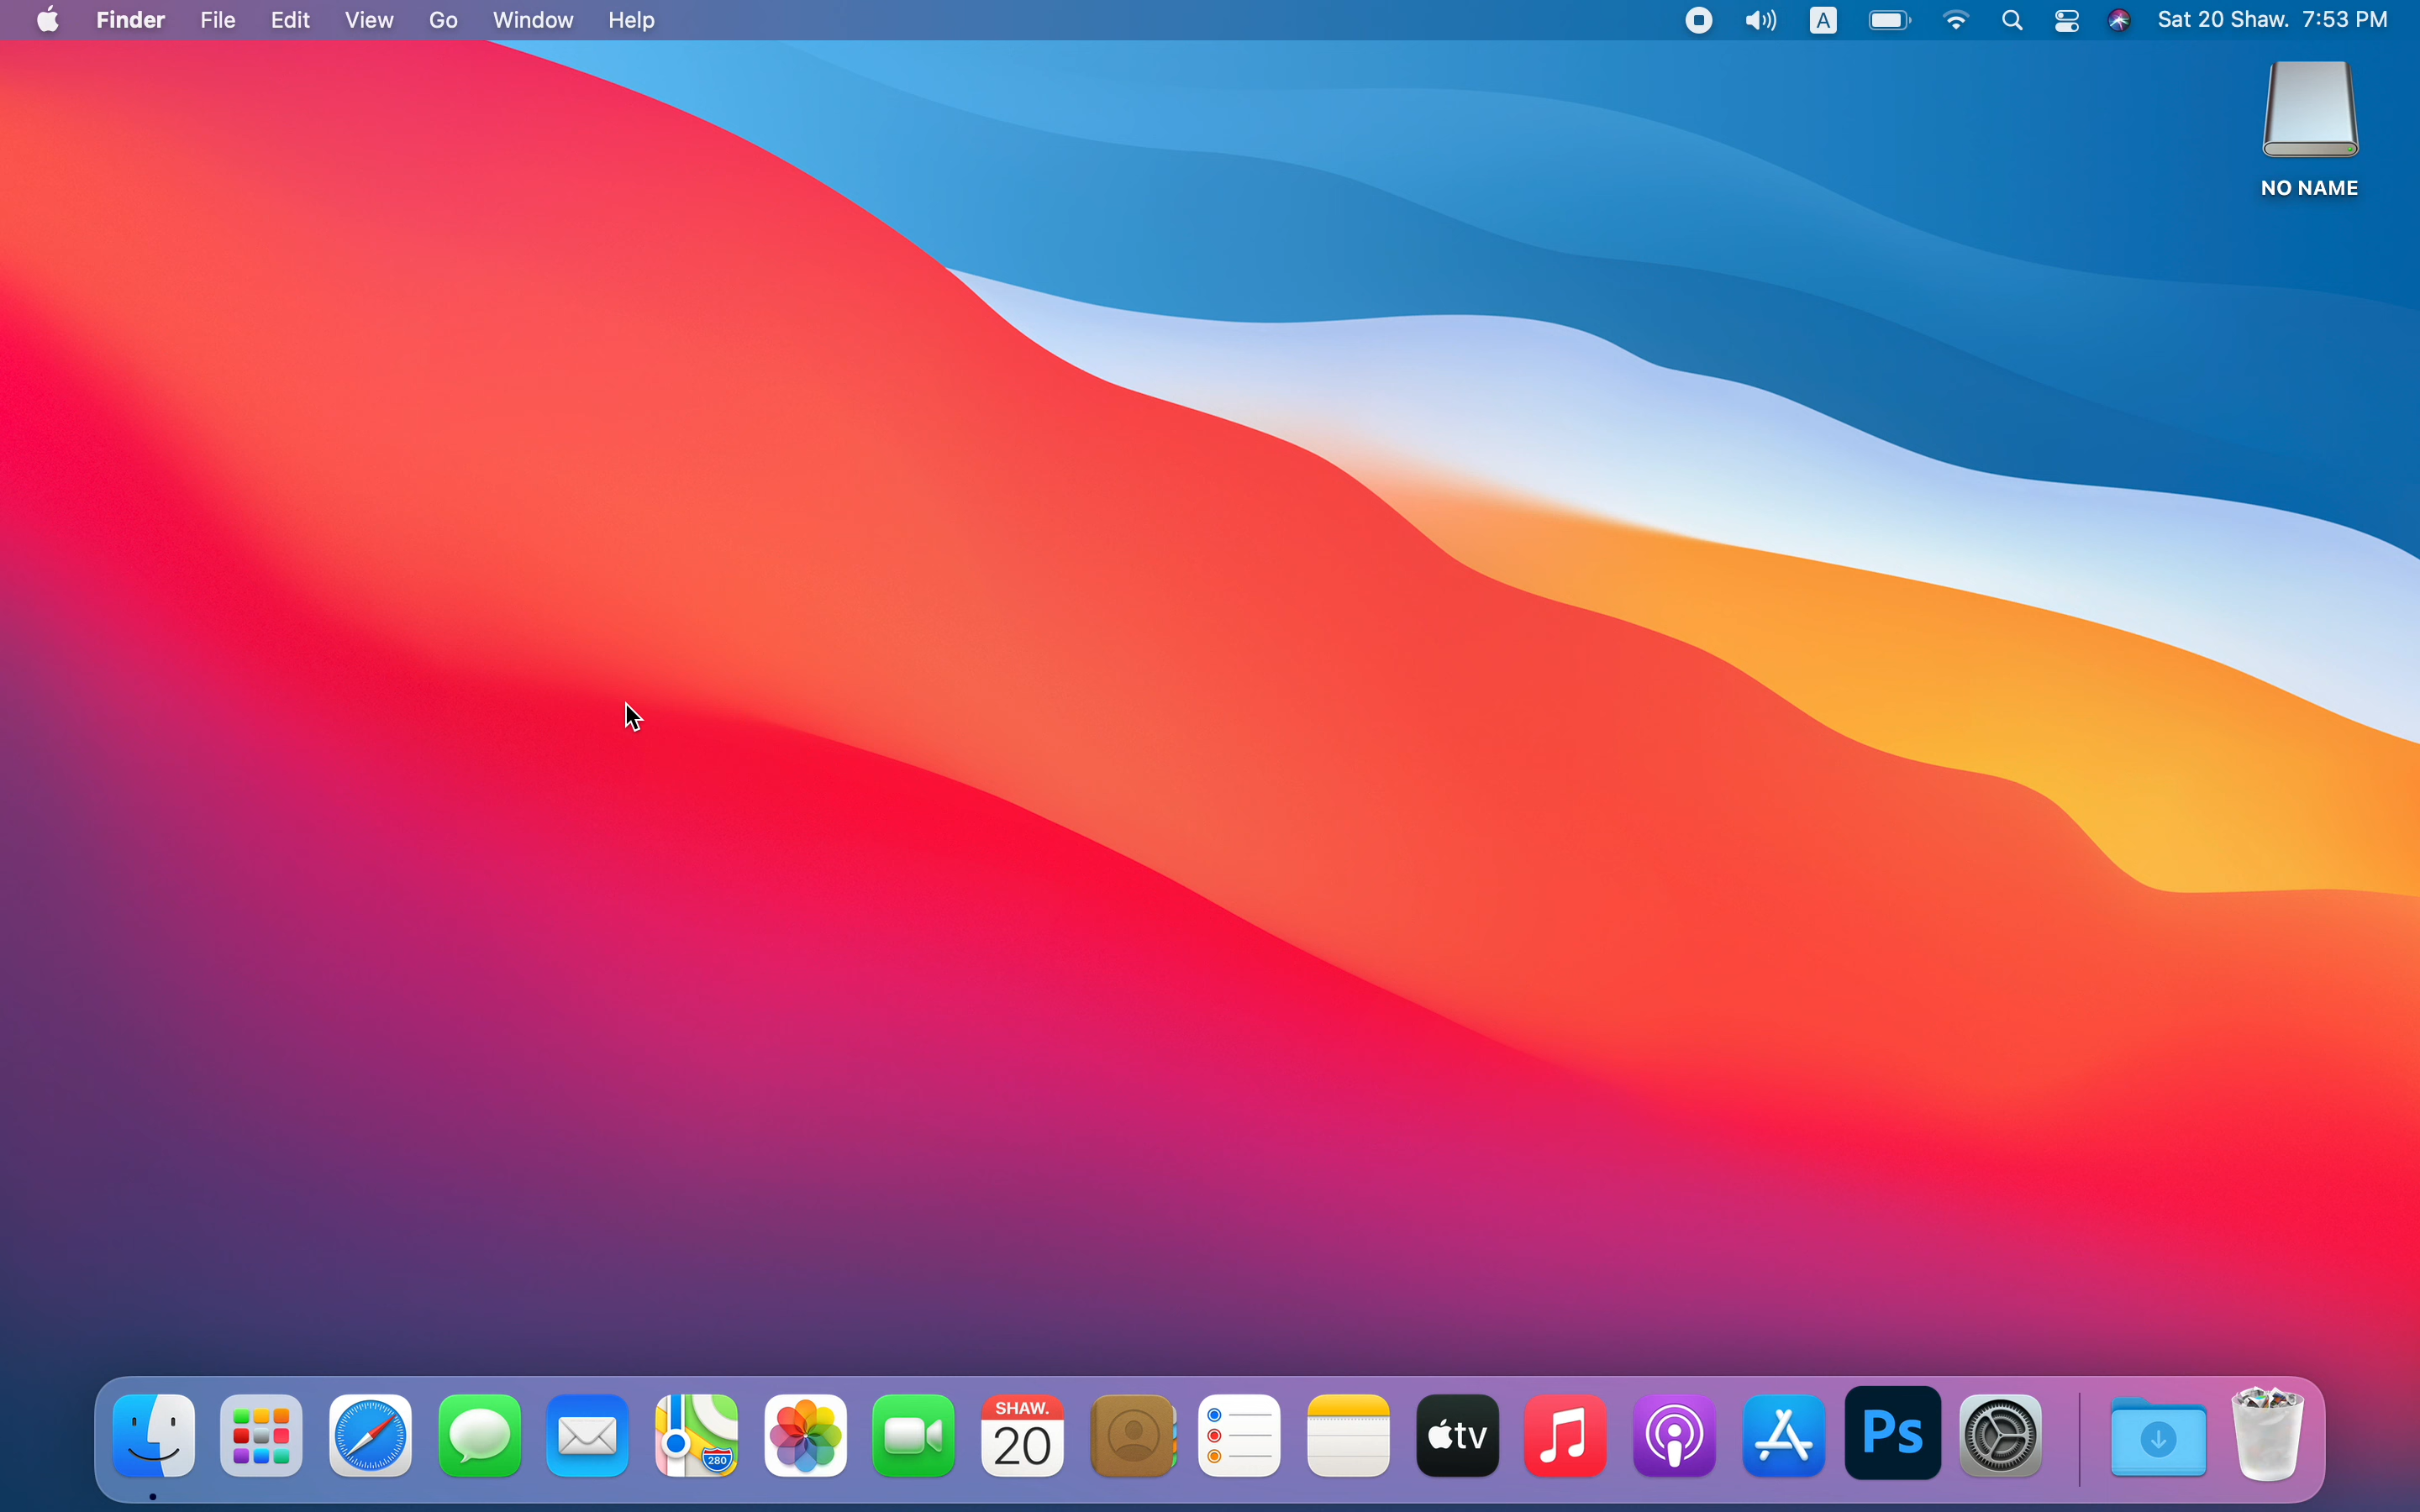 Finder File Edit View Go Window Help A Sat 20 Shaw. 7:53 PM
NO NAME
280
SHAW.
20
tv
Ps